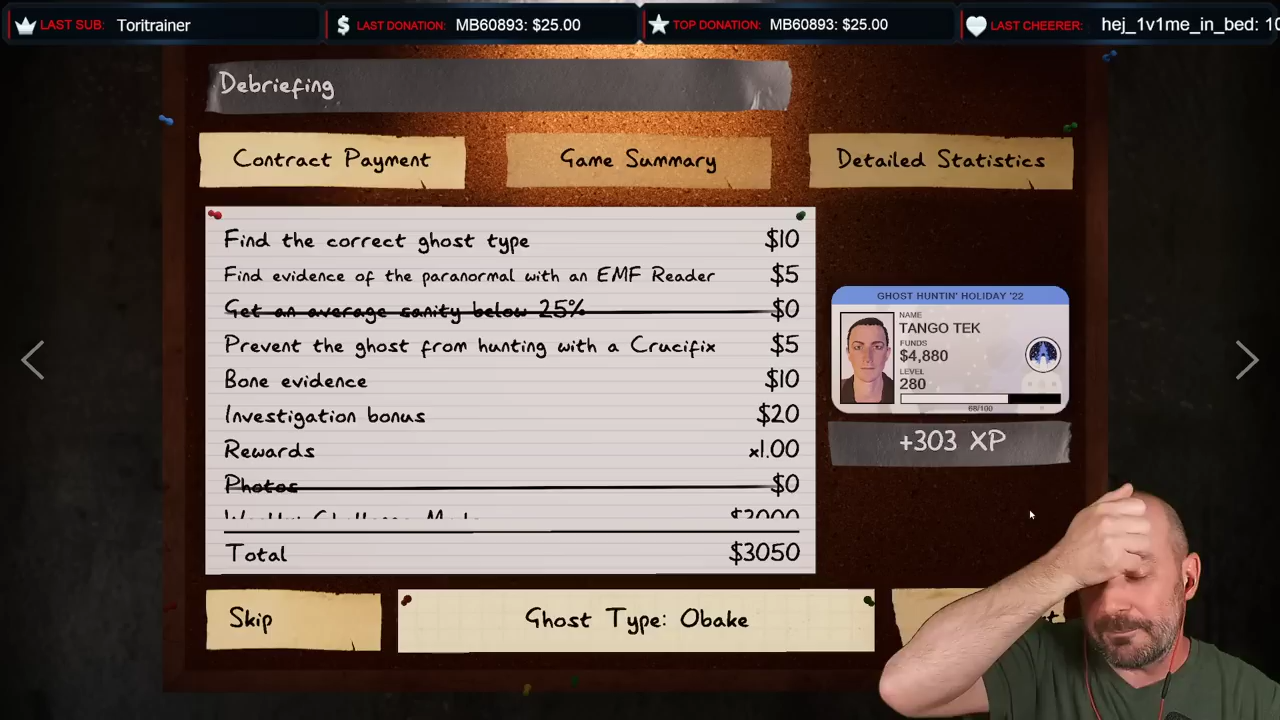 LAST SUB: Toritrainer
LAST DONATION: MB60893: $25.00
TOP DONATION: MB60893: $25.00
LAST CHEERER: hej_1v1me_in_bed: 10
Debriefing
Contract Payment
Game Summary
Detailed Statistics
Find the correct ghost type $10
Find evidence of the paranormal with an EMF Reader $5
Get an average sanity below 25% $0
Prevent the ghost from hunting with a Crucifix $5
Bone evidence $10
Investigation bonus $20
Rewards x1.00
Photos $0
Weekly Challenge Mode $3000
Total $3050
GHOST HUNTIN' HOLIDAY '22
NAME
TANGO TEK
FUNDS
$4,880
LEVEL
280
68/100
+303 XP
Skip
Ghost Type: Obake